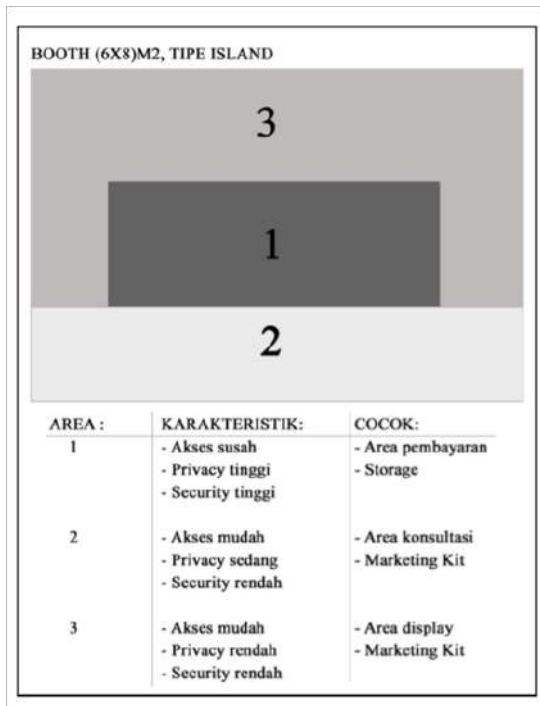 BOOTH (6X8)M2, TIPE ISLAND
3
1
2
AREA : KARAKTERISTIK: COCOK:
1 - Akses susah - Area pembayaran
- Privacy tinggi - Storage
- Security tinggi
2 - Akses mudah - Area konsultasi
- Privacy sedang - Marketing Kit
- Security rendah
3 - Akses mudah - Area display
- Privacy rendah - Marketing Kit
- Security rendah